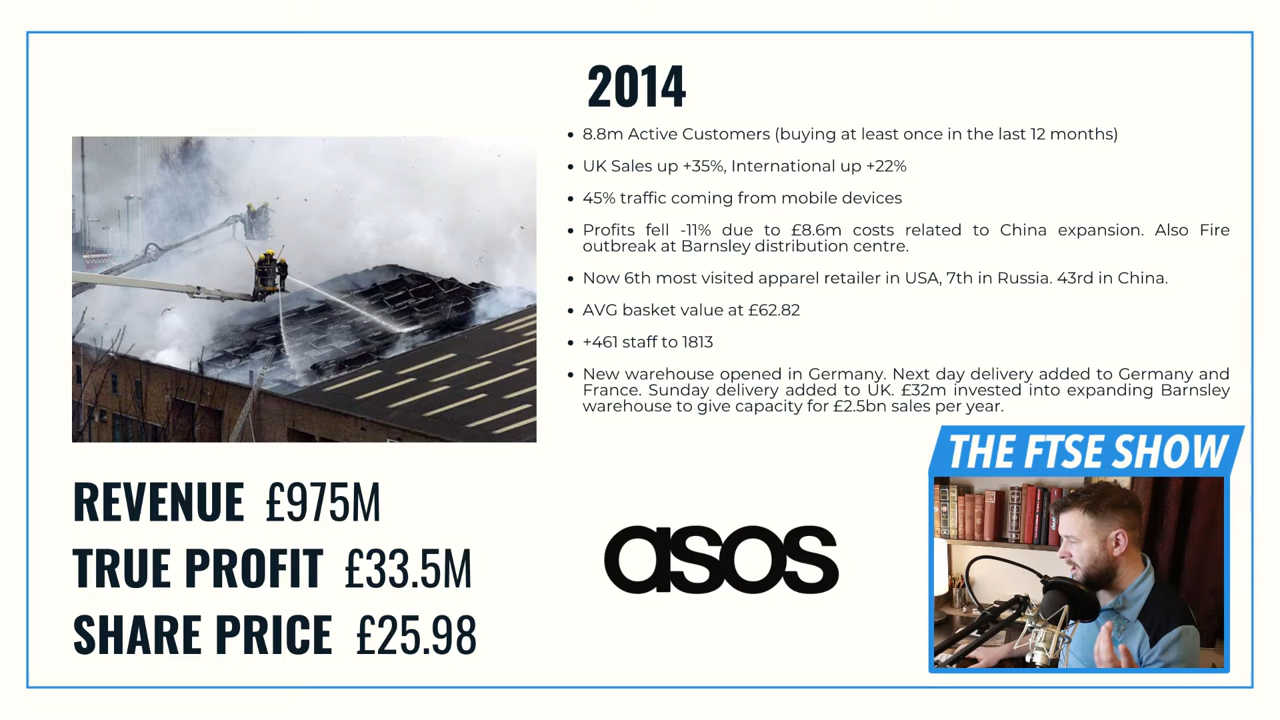 2014
• 8.8m Active Customers (buying at least once in the last 12 months)
• UK Sales up +35%, International up +22%
• 45% traffic coming from mobile devices
• Profits fell -11% due to £8.6m costs related to China expansion. Also Fire
outbreak at Barnsley distribution centre.
• Now 6th most visited apparel retailer in USA, 7th in Russia. 43rd in China.
• AVG basket value at £62.82
• +461 staff to 1813
• New warehouse opened in Germany. Next day delivery added to Germany and
France. Sunday delivery added to UK. £32m invested into expanding Barnsley
warehouse to give capacity for £2.5bn sales per year.
REVENUE £975M
TRUE PROFIT £33.5M
SHARE PRICE £25.98
asos
THE FTSE SHOW